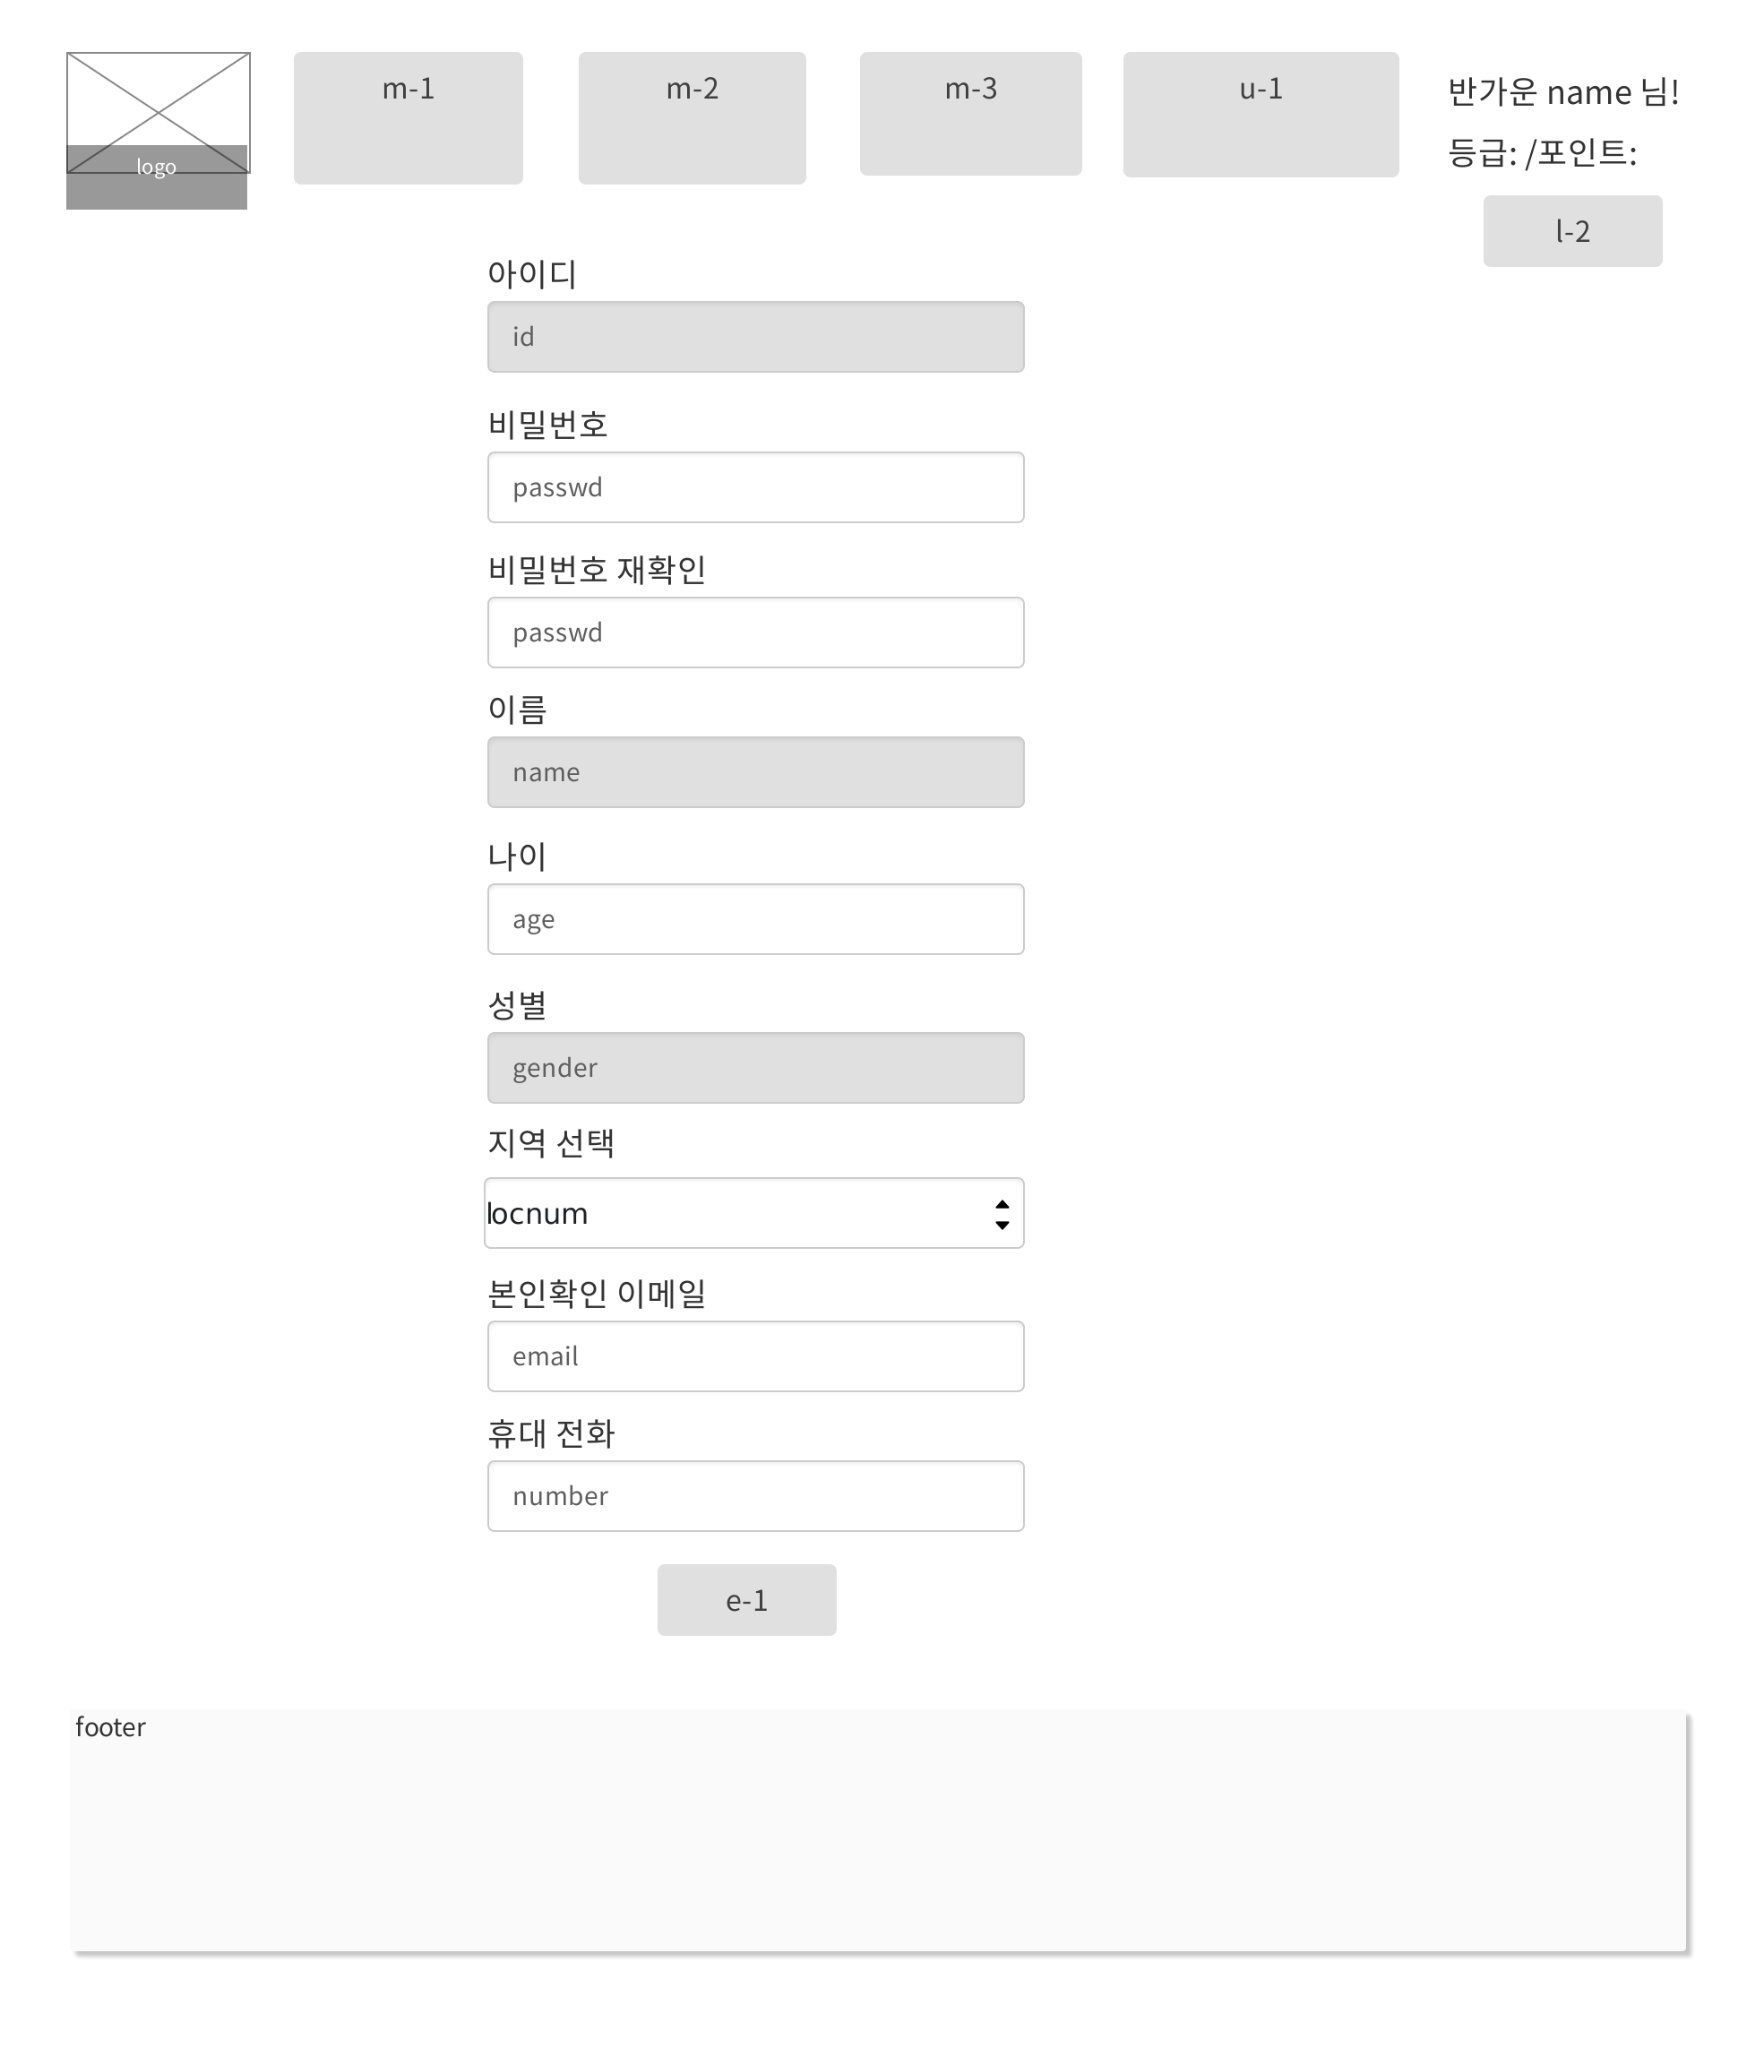 logo
m-1
m-2
m-3
u-1
반가운 name 님!
등급: /포인트:
l-2
아이디
id
비밀번호
passwd
비밀번호 재확인
passwd
이름
name
나이
age
성별
gender
지역 선택
locnum
본인확인 이메일
email
휴대 전화
number
e-1
footer